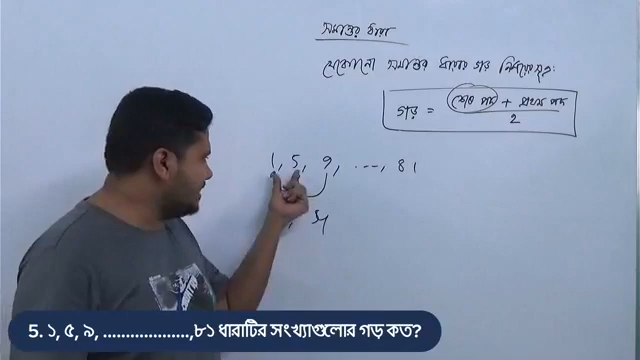 সমান্তর ধারা
যেকোনো সমান্তর ধারার গড় নির্ণয়ের সূত্র:
গড় = শেষ পদ + প্রথম পদ
2
1, 5, 9, ----, 81
5. ১, ৫, ৯, ...................,৮১ ধারাটির সংখ্যাগুলোর গড় কত?